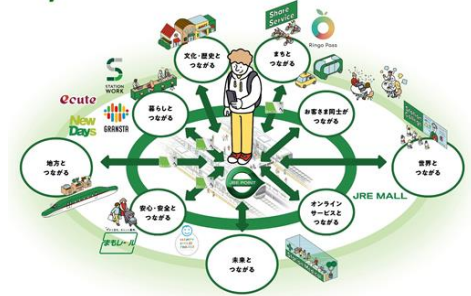 文化・歴史と
つながる
まちと
つながる
Share
Service
Ringo Pass
STATION
WORK
ecute
New
Days
GRANSTA
暮らしと
つながる
お客さま同士が
つながる
地方と
つながる
世界と
つながる
JRE POINT
JRE MALL
安心・安全と
つながる
オンライン
サービスと
つながる
まもレール
未来と
つながる